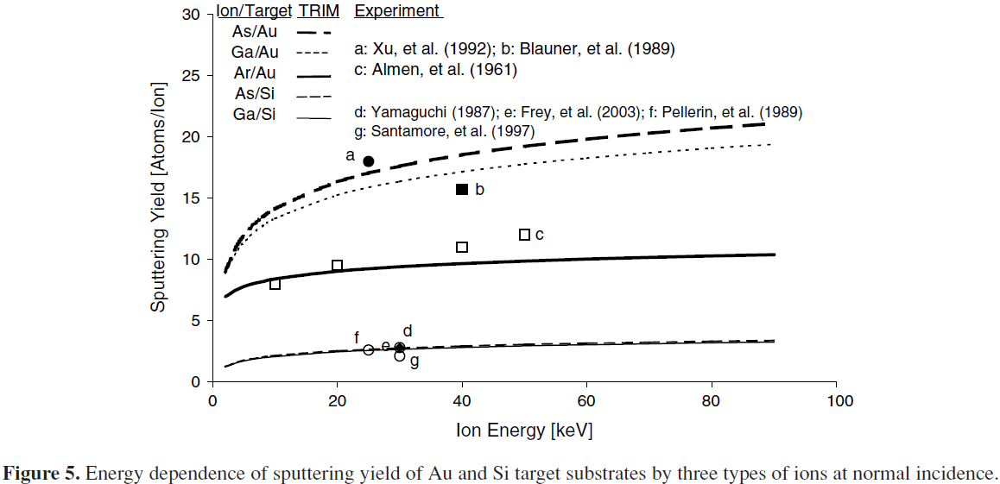 30
Ion/Target TRIM Experiment
As/Au
Ga/Au
a: Xu, et al. (1992); b: Blauner, et al. (1989)
Ar/Au
c: Almen, et al. (1961)
As/Si
Ga/Si
d: Yamaguchi (1987); e: Frey, et al. (2003); f: Pellerin, et al. (1989)
g: Santamore, et al. (1997)
25
20
15
10
5
0
Sputtering Yield [Atoms/Ion]
a
b
c
d
f
e
g
0 20 40 60 80 100
Ion Energy [keV]
Figure 5. Energy dependence of sputtering yield of Au and Si target substrates by three types of ions at normal incidence.